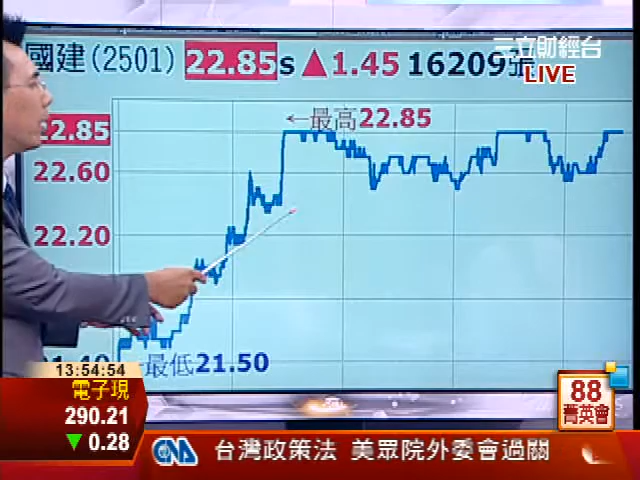 三立財經台
LIVE
國建(2501) 22.85s ▲1.45 16209張
←最高22.85
22.85
22.60
22.20
←最低21.50
13:54:54
電子現
290.21
▼0.28
88
菁英會
CNA 台灣政策法 美眾院外委會過關